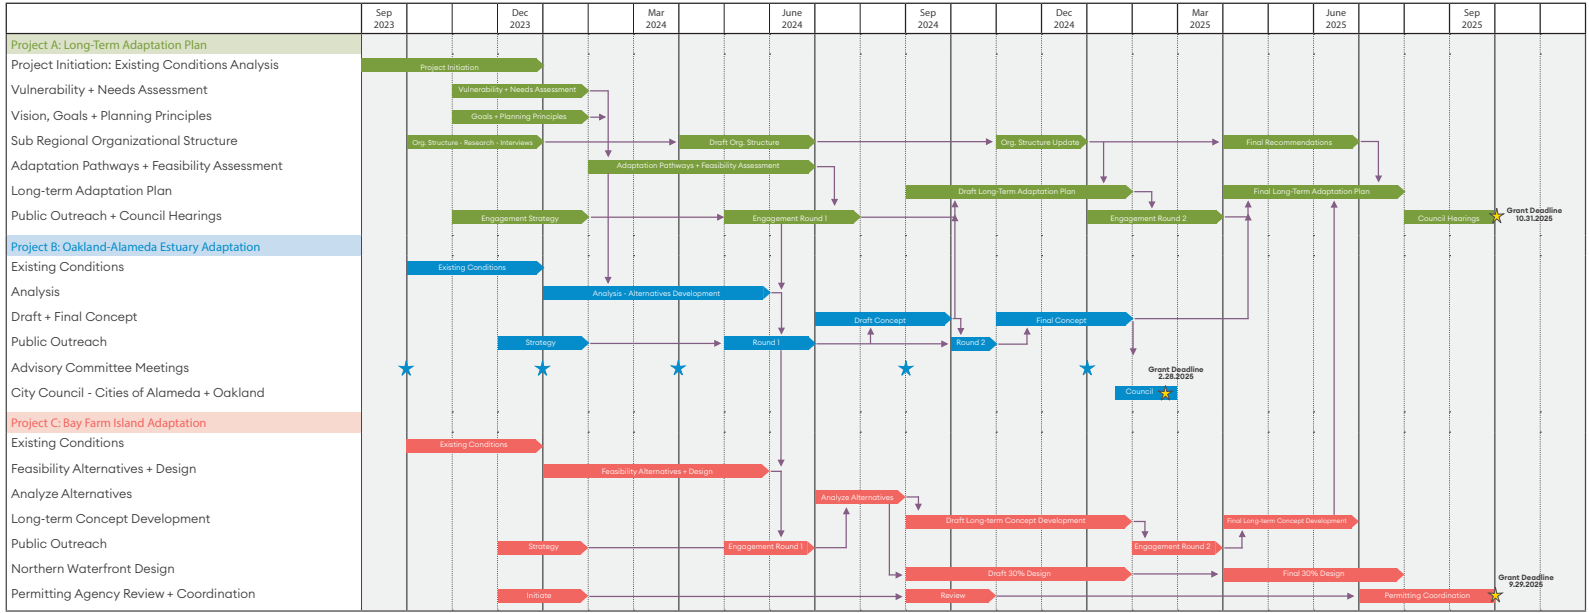 Sep Dec Mar June Sep Dec Mar June Sep
2023 2023 2024 2024 2024 2024 2025 2025 2025
Project A: Long-Term Adaptation Plan
Project Initiation: Existing Conditions Analysis
Project Initiation
Vulnerability + Needs Assessment
Vulnerability + Needs Assessment
Vision, Goals + Planning Principles
Goals + Planning Principles
Sub Regional Organizational Structure
Org. Structure - Research - Interviews
Draft Org. Structure
Org. Structure Update
Final Recommendations
Adaptation Pathways + Feasibility Assessment
Adaptation Pathways + Feasibility Assessment
Long-term Adaptation Plan
Draft Long-Term Adaptation Plan
Final Long-Term Adaptation Plan
Public Outreach + Council Hearings
Engagement Strategy
Engagement Round 1
Engagement Round 2
Council Hearings
Grant Deadline
10.31.2025
Project B: Oakland-Alameda Estuary Adaptation
Existing Conditions
Existing Conditions
Analysis
Analysis - Alternatives Development
Draft + Final Concept
Draft Concept
Final Concept
Public Outreach
Strategy
Round 1
Round 2
Advisory Committee Meetings
Grant Deadline
2.28.2025
City Council - Cities of Alameda + Oakland
Council
Project C: Bay Farm Island Adaptation
Existing Conditions
Existing Conditions
Feasibility Alternatives + Design
Feasibility Alternatives + Design
Analyze Alternatives
Analyze Alternatives
Long-term Concept Development
Draft Long-term Concept Development
Final Long-term Concept Development
Public Outreach
Strategy
Engagement Round 1
Engagement Round 2
Northern Waterfront Design
Draft 30% Design
Final 30% Design
Permitting Agency Review + Coordination
Initiate
Review
Permitting Coordination
Grant Deadline
9.29.2025